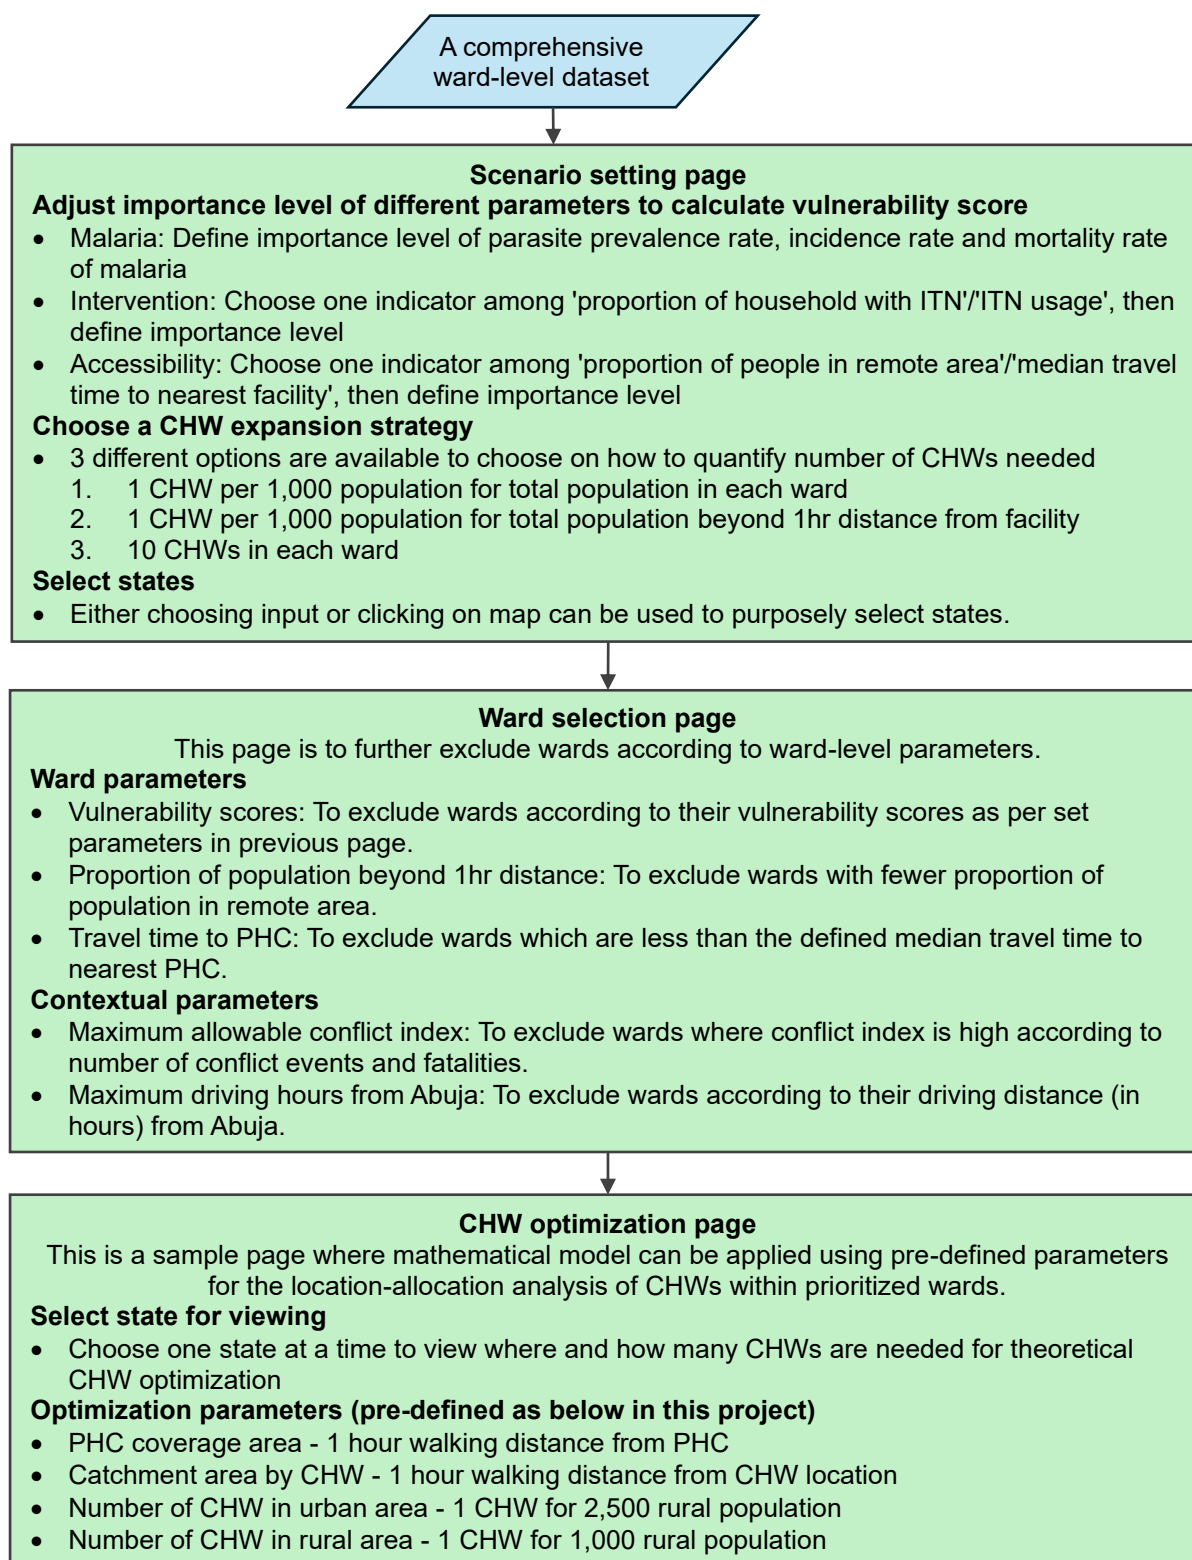 A comprehensive
ward-level dataset
Scenario setting page
Adjust importance level of different parameters to calculate vulnerability score
• Malaria: Define importance level of parasite prevalence rate, incidence rate and mortality rate
of malaria
• Intervention: Choose one indicator among 'proportion of household with ITN'/'ITN usage', then
define importance level
• Accessibility: Choose one indicator among 'proportion of people in remote area'/'median travel
time to nearest facility', then define importance level
Choose a CHW expansion strategy
• 3 different options are available to choose on how to quantify number of CHWs needed
1. 1 CHW per 1,000 population for total population in each ward
2. 1 CHW per 1,000 population for total population beyond 1hr distance from facility
3. 10 CHWs in each ward
Select states
• Either choosing input or clicking on map can be used to purposely select states.
Ward selection page
This page is to further exclude wards according to ward-level parameters.
Ward parameters
• Vulnerability scores: To exclude wards according to their vulnerability scores as per set
parameters in previous page.
• Proportion of population beyond 1hr distance: To exclude wards with fewer proportion of
population in remote area.
• Travel time to PHC: To exclude wards which are less than the defined median travel time to
nearest PHC.
Contextual parameters
• Maximum allowable conflict index: To exclude wards where conflict index is high according to
number of conflict events and fatalities.
• Maximum driving hours from Abuja: To exclude wards according to their driving distance (in
hours) from Abuja.
CHW optimization page
This is a sample page where mathematical model can be applied using pre-defined parameters
for the location-allocation analysis of CHWs within prioritized wards.
Select state for viewing
• Choose one state at a time to view where and how many CHWs are needed for theoretical
CHW optimization
Optimization parameters (pre-defined as below in this project)
• PHC coverage area - 1 hour walking distance from PHC
• Catchment area by CHW - 1 hour walking distance from CHW location
• Number of CHW in urban area - 1 CHW for 2,500 rural population
• Number of CHW in rural area - 1 CHW for 1,000 rural population